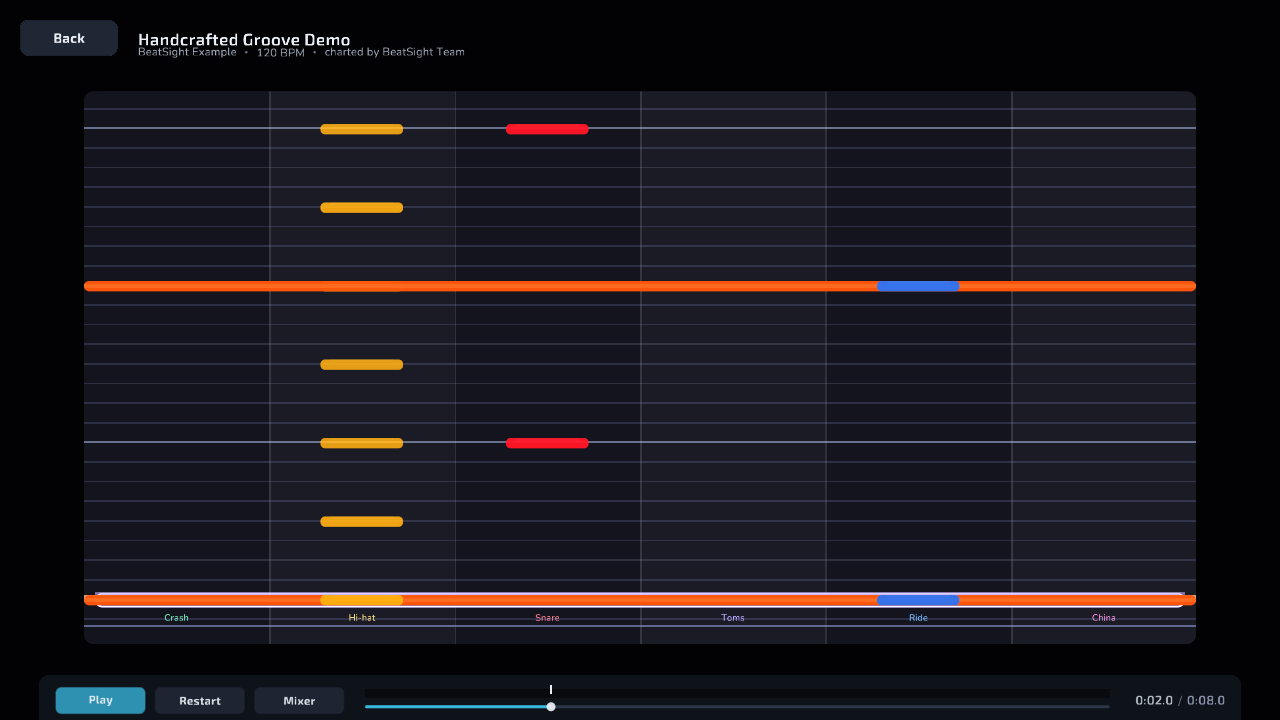 Back
Handcrafted Groove Demo
BeatSight Example • 120 BPM • charted by BeatSight Team
Crash Hi-hat Snare Toms Ride China
Play Restart Mixer 0:02.0 / 0:08.0